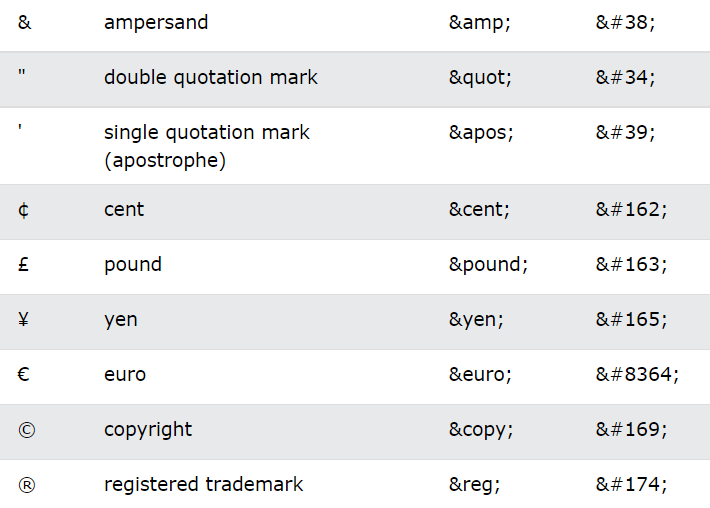 & ampersand &amp; &#38;
" double quotation mark &quot; &#34;
' single quotation mark &apos; &#39;
(apostrophe)
¢ cent &cent; &#162;
£ pound &pound; &#163;
¥ yen &yen; &#165;
€ euro &euro; &#8364;
© copyright &copy; &#169;
® registered trademark &reg; &#174;